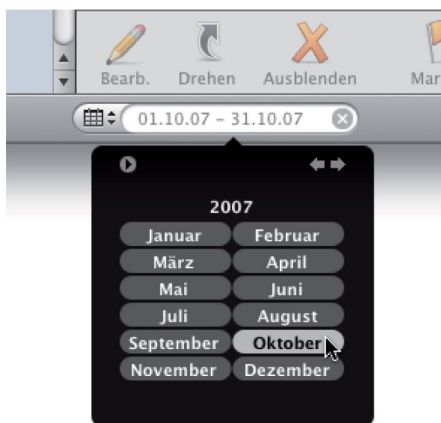 Bearb. Drehen Ausblenden Mar
01.10.07 – 31.10.07
2007
Januar Februar
März April
Mai Juni
Juli August
September Oktober
November Dezember